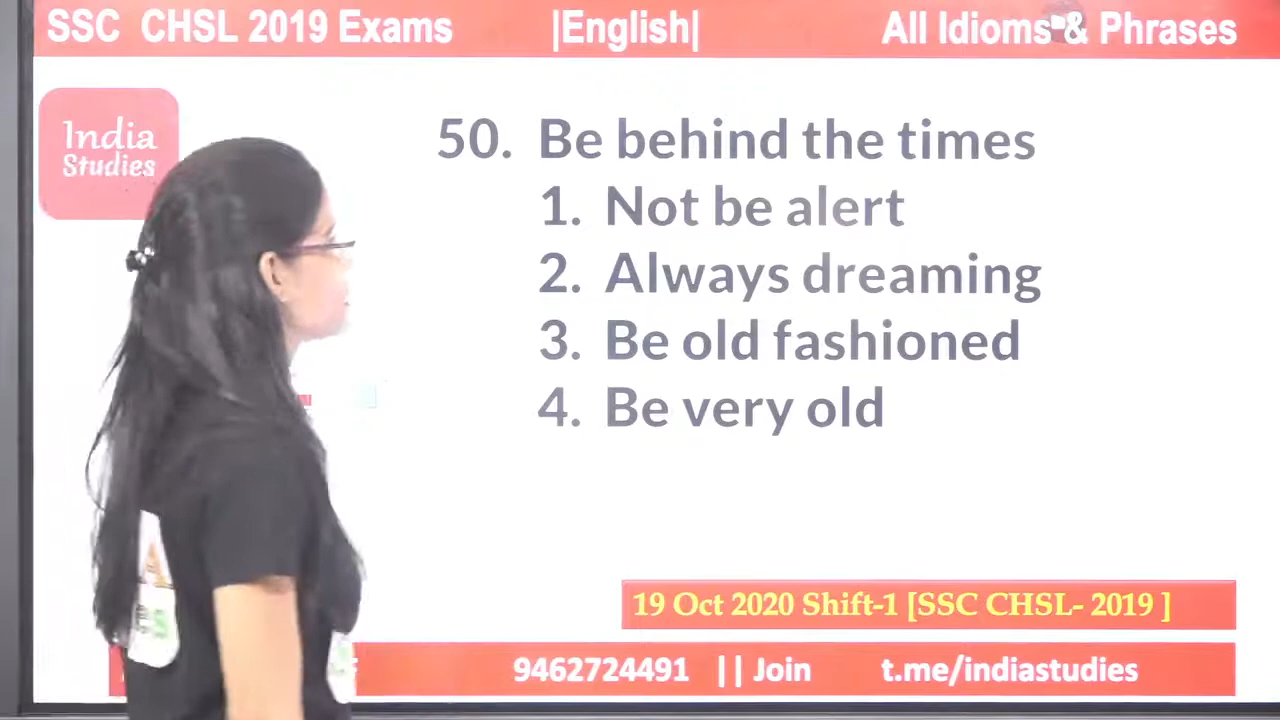 SSC CHSL 2019 Exams |English| All Idioms & Phrases
India
Studies
50. Be behind the times
1. Not be alert
2. Always dreaming
3. Be old fashioned
4. Be very old
19 Oct 2020 Shift-1 [SSC CHSL- 2019 ]
9462724491 || Join t.me/indiastudies